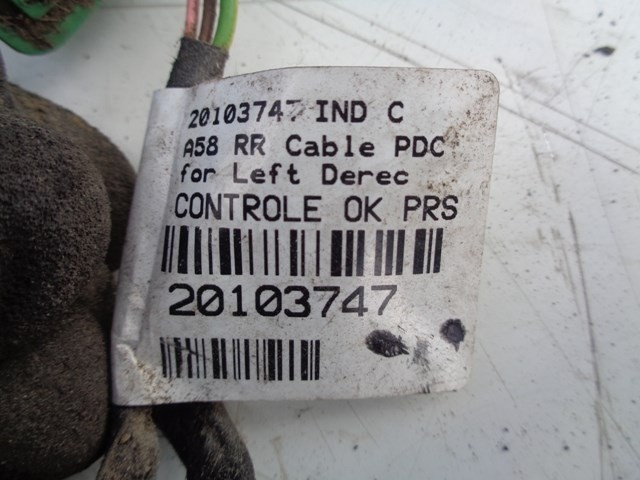 20103747 IND C
A58 RR Cable PDC
for Left Derec
CONTROLE OK PRS
20103747